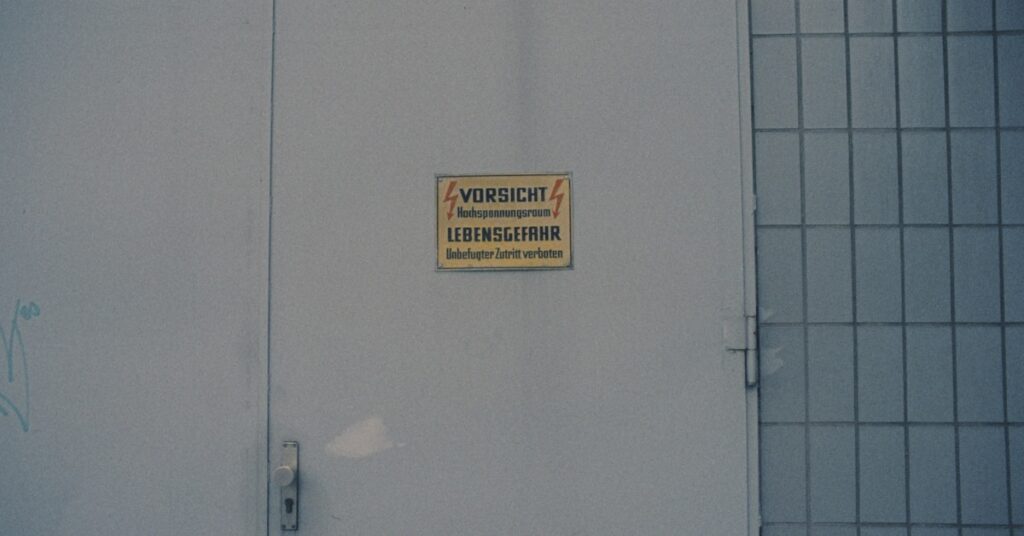 VORSICHT
Hochspannungsraum
LEBENSGEFAHR
Unbefugter Zutritt verboten